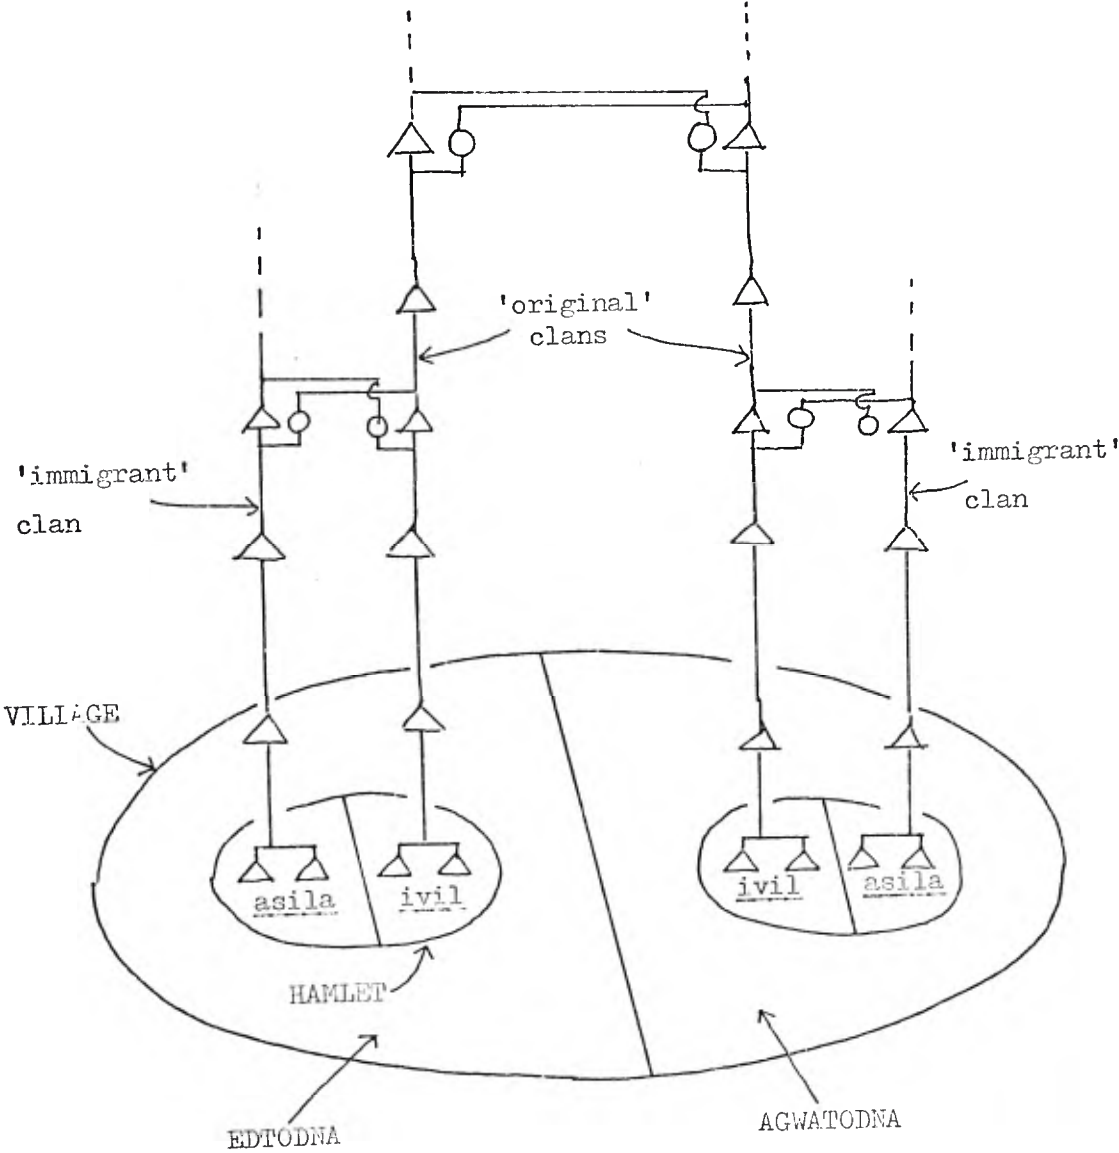 'original'
clans
'immigrant'
clan
'immigrant'
clan
VILLAGE
asila
ivil
ivil
asila
HAMLET
EDTODNA
AGWATODNA